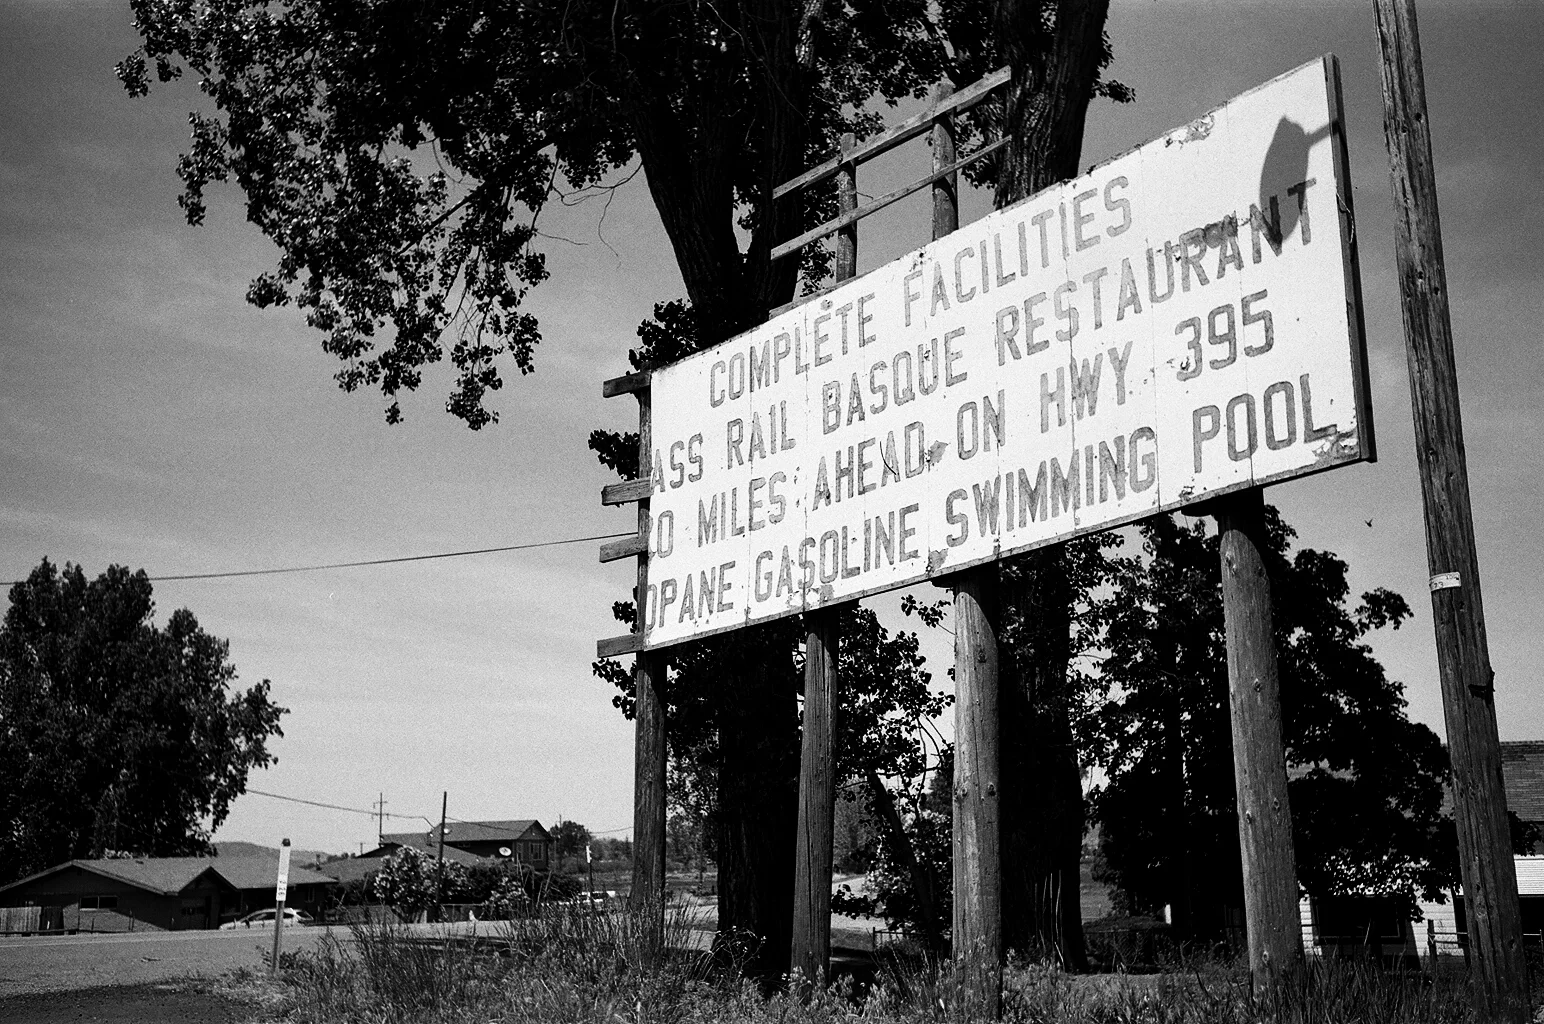 COMPLETE FACILITIES
ASS RAIL BASQUE RESTAURANT
0 MILES AHEAD ON HWY 395
OPANE GASOLINE SWIMMING POOL